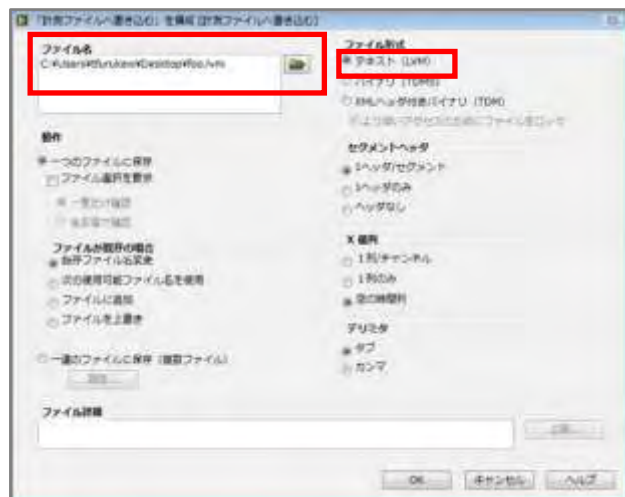 「計測ファイルへ書き込む」を構成 [計測ファイルへ書き込む]
ファイル名
ファイル形式
テキスト (LVM)
バイナリ (TDMS)
XMLヘッダ付きバイナリ (TDM)
動作
セグメントヘッダ
一つのファイルに保存
1ヘッダ/セグメント
ファイル選択を要求
1ヘッダのみ
ヘッダなし
ファイルが既存の場合
X 値列
既存ファイル名変更
1列/チャンネル
次の使用可能ファイル名を使用
1列のみ
ファイルに追加
空の時間列
ファイルを上書き
デリミタ
タブ
一連のファイルに保存 (複数ファイル)
カンマ
ファイル詳細
OK
キャンセル
ヘルプ